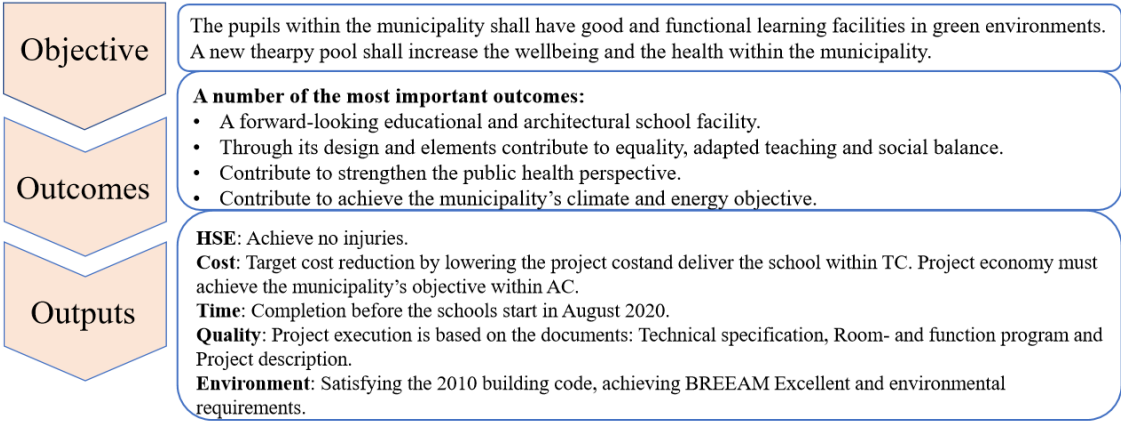 Objective
The pupils within the municipality shall have good and functional learning facilities in green environments.
A new thearpy pool shall increase the wellbeing and the health within the municipality.
Outcomes
A number of the most important outcomes:
• A forward-looking educational and architectural school facility.
• Through its design and elements contribute to equality, adapted teaching and social balance.
• Contribute to strengthen the public health perspective.
• Contribute to achieve the municipality's climate and energy objective.
Outputs
HSE: Achieve no injuries.
Cost: Target cost reduction by lowering the project costand deliver the school within TC. Project economy must
achieve the municipality's objective within AC.
Time: Completion before the schools start in August 2020.
Quality: Project execution is based on the documents: Technical specification, Room- and function program and
Project description.
Environment: Satisfying the 2010 building code, achieving BREEAM Excellent and environmental
requirements.